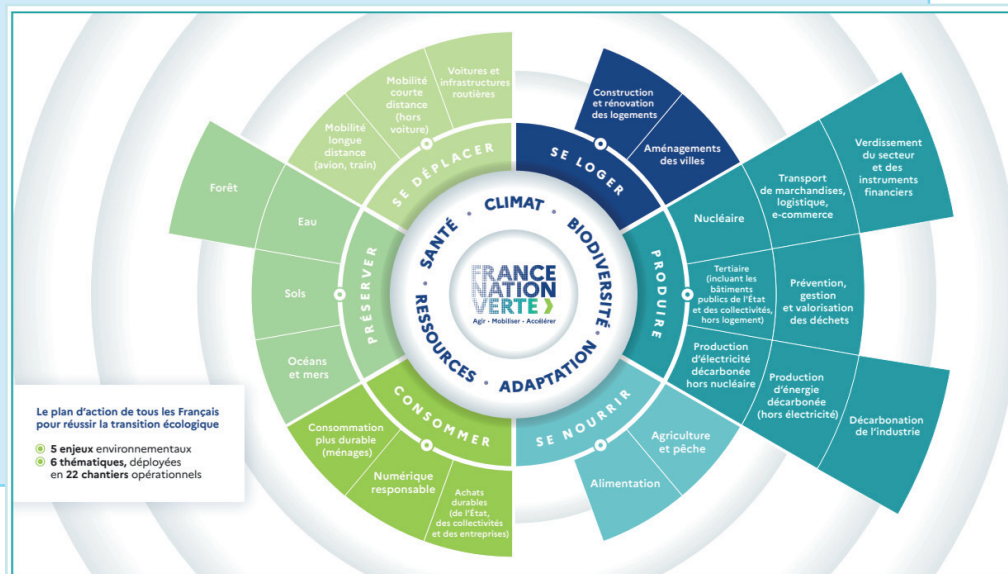 Voitures et
infrastructures
routières
Mobilité
courte
distance
(hors
voiture)
Mobilité
longue
distance
(avion, train)
SE DÉPLACER
Construction
et rénovation
des logements
Aménagements
des villes
SE LOGER
Forêt
Eau
Sols
Océans
et mers
PRÉSERVER
Nucléaire
Transport
de marchandises,
logistique,
e-commerce
Verdissement
du secteur
et des
instruments
financiers
Tertiaire
(incluant les
bâtiments
publics de l'État
et des collectivités,
hors logement)
Prévention,
gestion
et valorisation
des déchets
Production
d'électricité
décarbonée
hors nucléaire
Production
d'énergie
décarbonée
(hors électricité)
Décarbonation
de l'industrie
PRODUIRE
SANTÉ • CLIMAT • BIODIVERSITÉ • ADAPTATION • RESSOURCES
FRANCE
NATION
VERTE >
Agir • Mobiliser • Accélérer
CONSOMMER
Consommation
plus durable
(ménages)
Numérique
responsable
Achats
durables
(de l'État,
des collectivités
et des entreprises)
SE NOURRIR
Agriculture
et pêche
Alimentation
Le plan d'action de tous les Français
pour réussir la transition écologique
5 enjeux environnementaux
6 thématiques, déployées
en 22 chantiers opérationnels